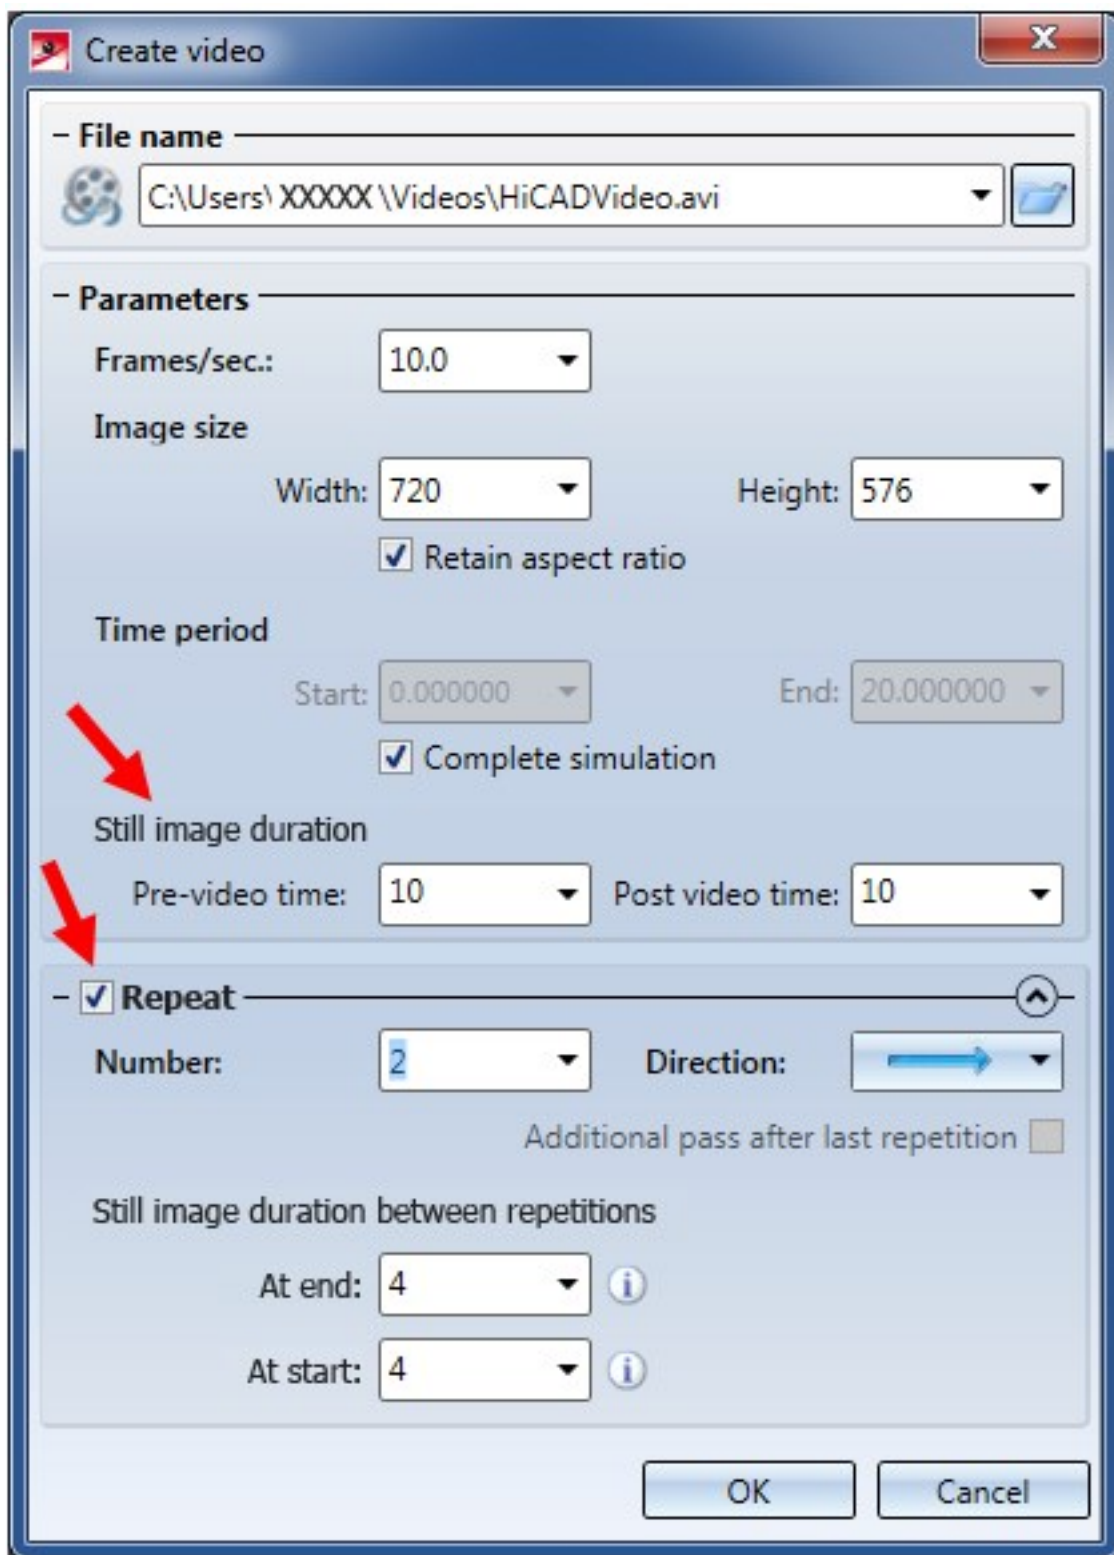 Create video
File name
C:\Users\ XXXXX \Videos\HiCADVideo.avi
Parameters
Frames/sec.: 10.0
Image size
Width: 720 Height: 576
Retain aspect ratio
Time period
Start: 0.000000 End: 20.000000
Complete simulation
Still image duration
Pre-video time: 10 Post video time: 10
Repeat
Number: 2 Direction:
Additional pass after last repetition
Still image duration between repetitions
At end: 4
At start: 4
OK Cancel